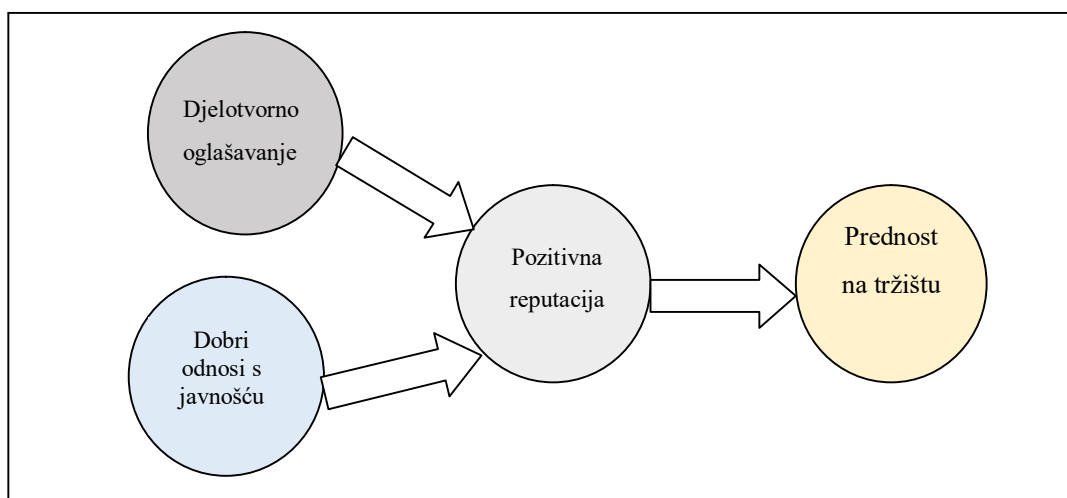 Djelotvorno
oglašavanje
Dobri
odnosi s
javnošću
Pozitivna
reputacija
Prednost
na tržištu